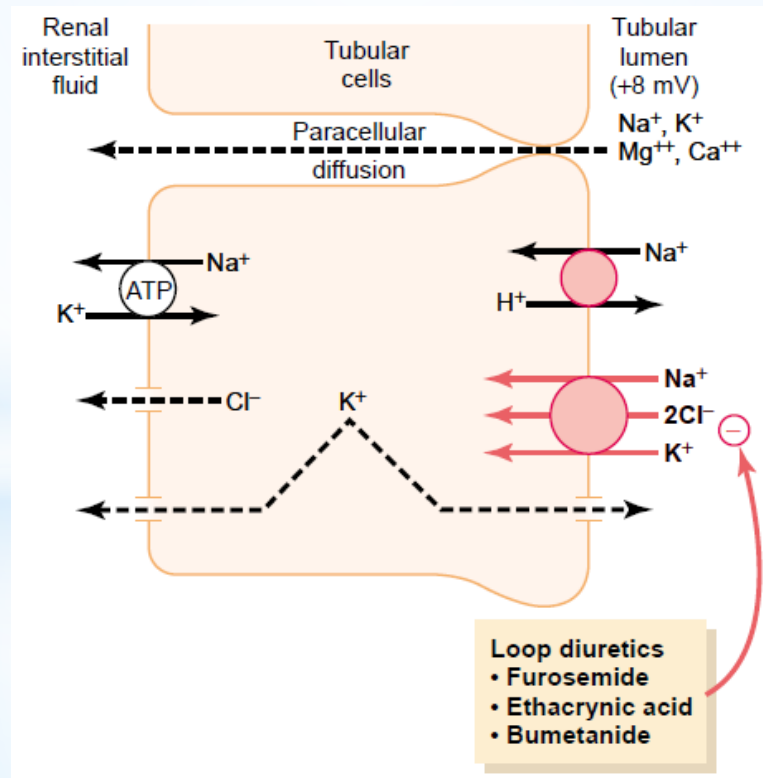 Renal
interstitial
fluid
Tubular
cells
Tubular
lumen
(+8 mV)
Paracellular
diffusion
Na⁺, K⁺
Mg⁺⁺, Ca⁺⁺
Na⁺
ATP
K⁺
Na⁺
H⁺
Cl⁻
K⁺
Na⁺
2Cl⁻
K⁺
−
Loop diuretics
• Furosemide
• Ethacrynic acid
• Bumetanide